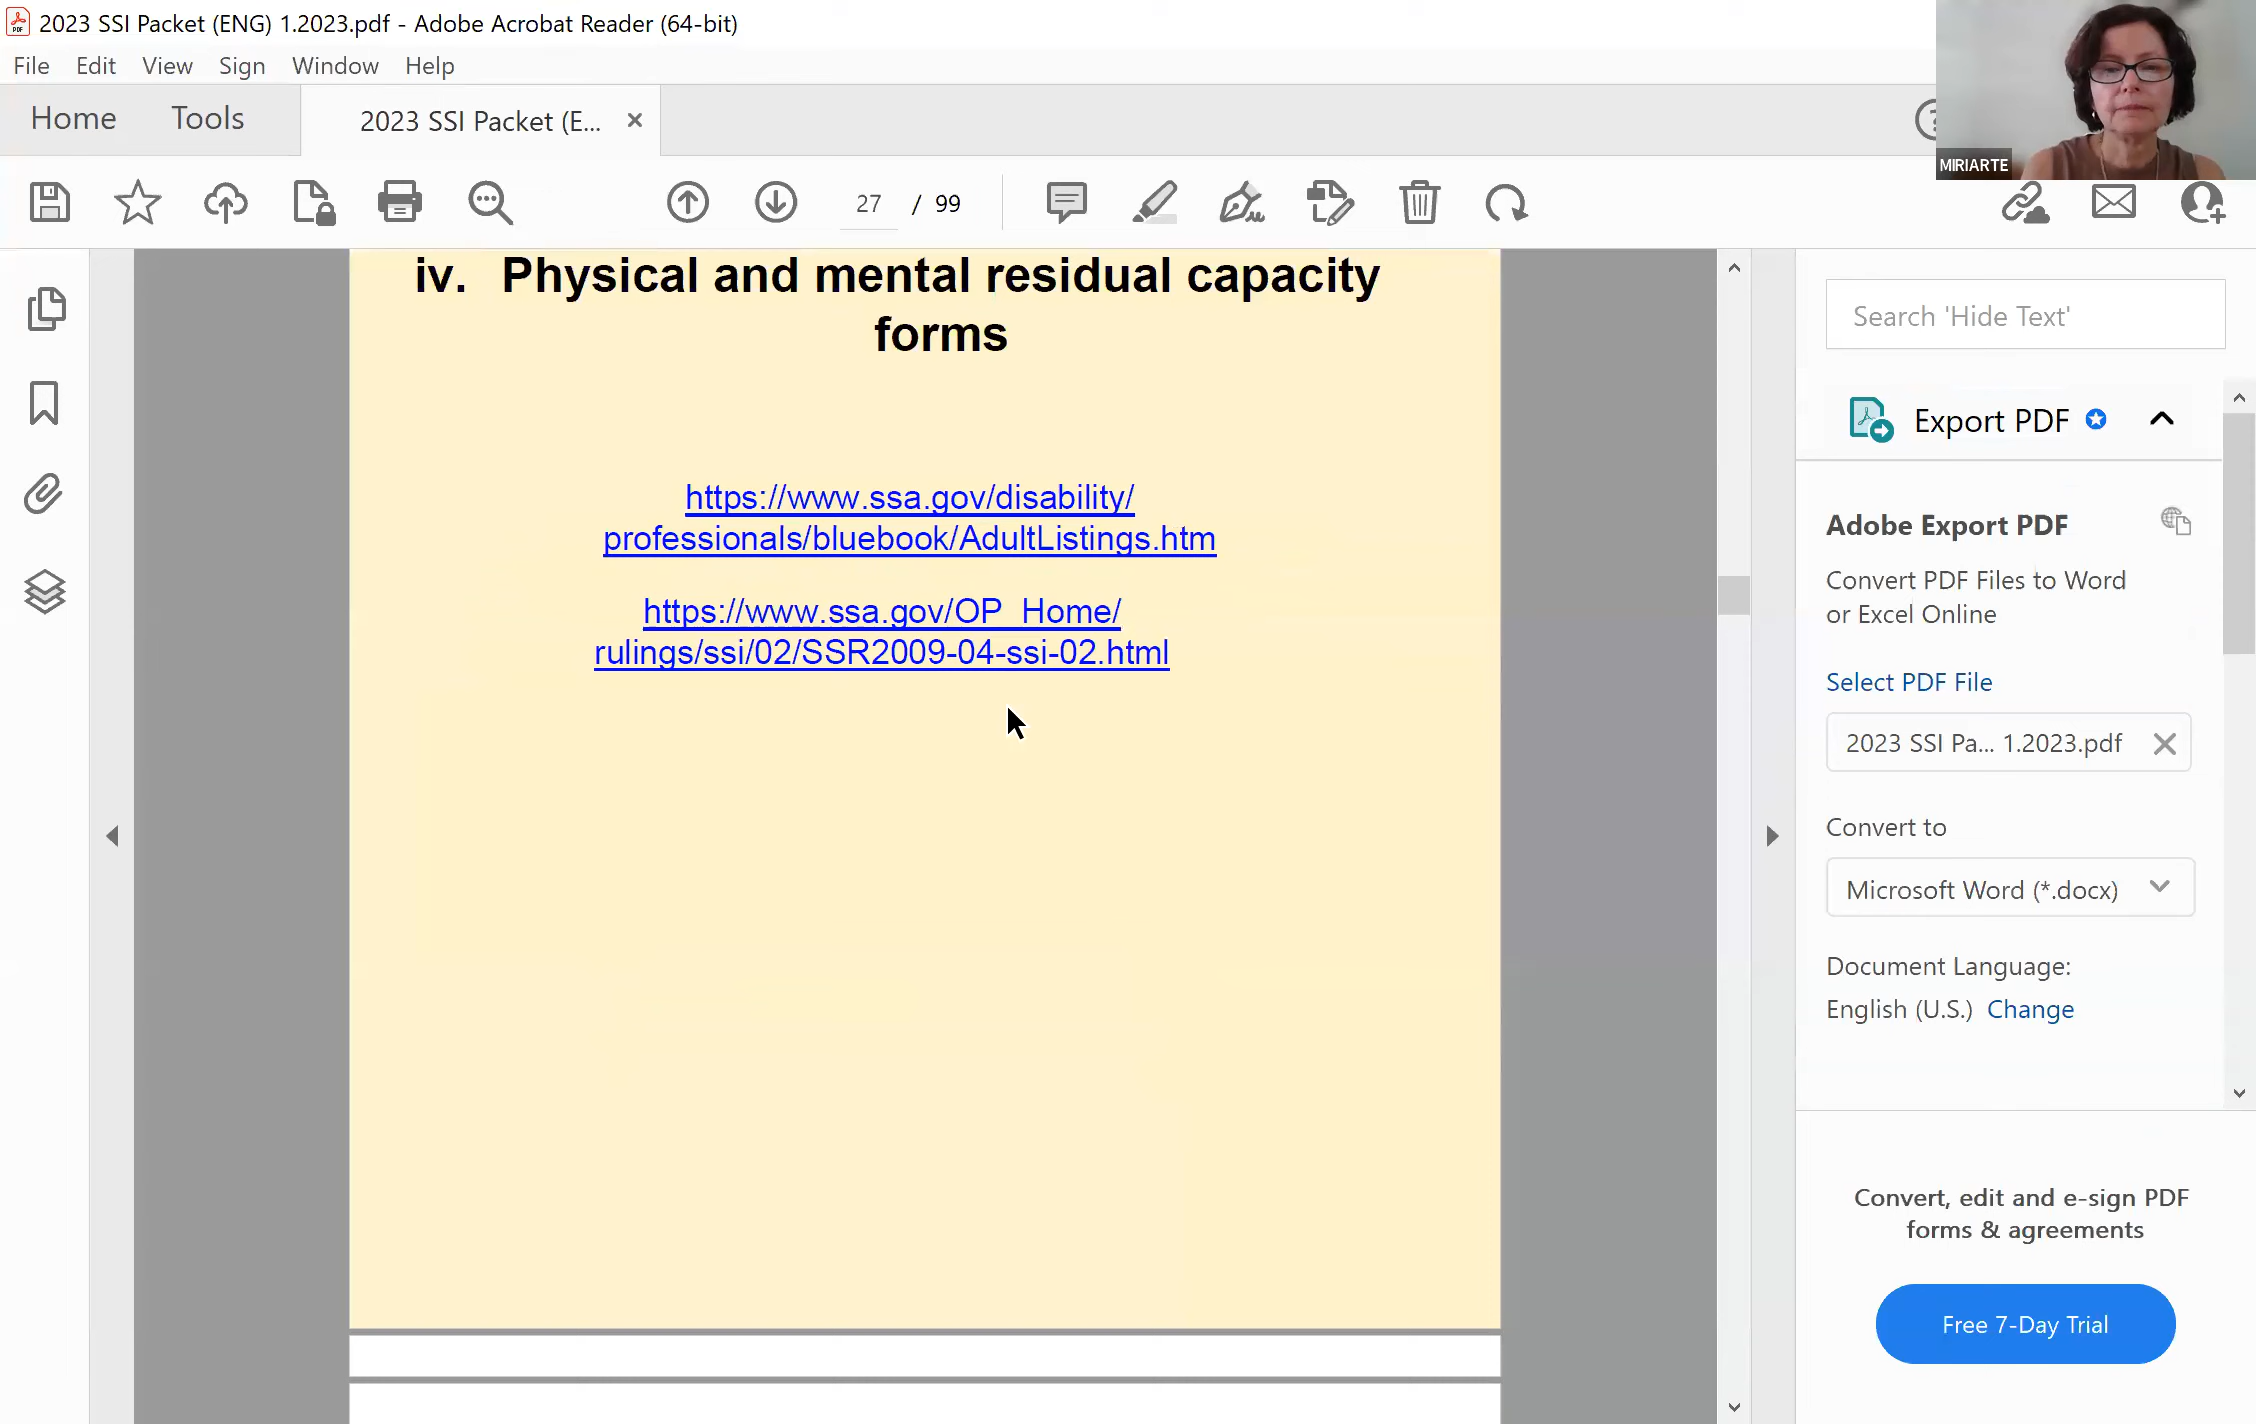 2023 SSI Packet (ENG) 1.2023.pdf - Adobe Acrobat Reader (64-bit)
File Edit View Sign Window Help
Home Tools 2023 SSI Packet (E...
MIRIARTE
27 / 99
iv. Physical and mental residual capacity
forms
https://www.ssa.gov/disability/
professionals/bluebook/AdultListings.htm
https://www.ssa.gov/OP_Home/
rulings/ssi/02/SSR2009-04-ssi-02.html
Search 'Hide Text'
Export PDF
Adobe Export PDF
Convert PDF Files to Word
or Excel Online
Select PDF File
2023 SSI Pa... 1.2023.pdf
Convert to
Microsoft Word (*.docx)
Document Language:
English (U.S.) Change
Convert, edit and e-sign PDF
forms & agreements
Free 7-Day Trial